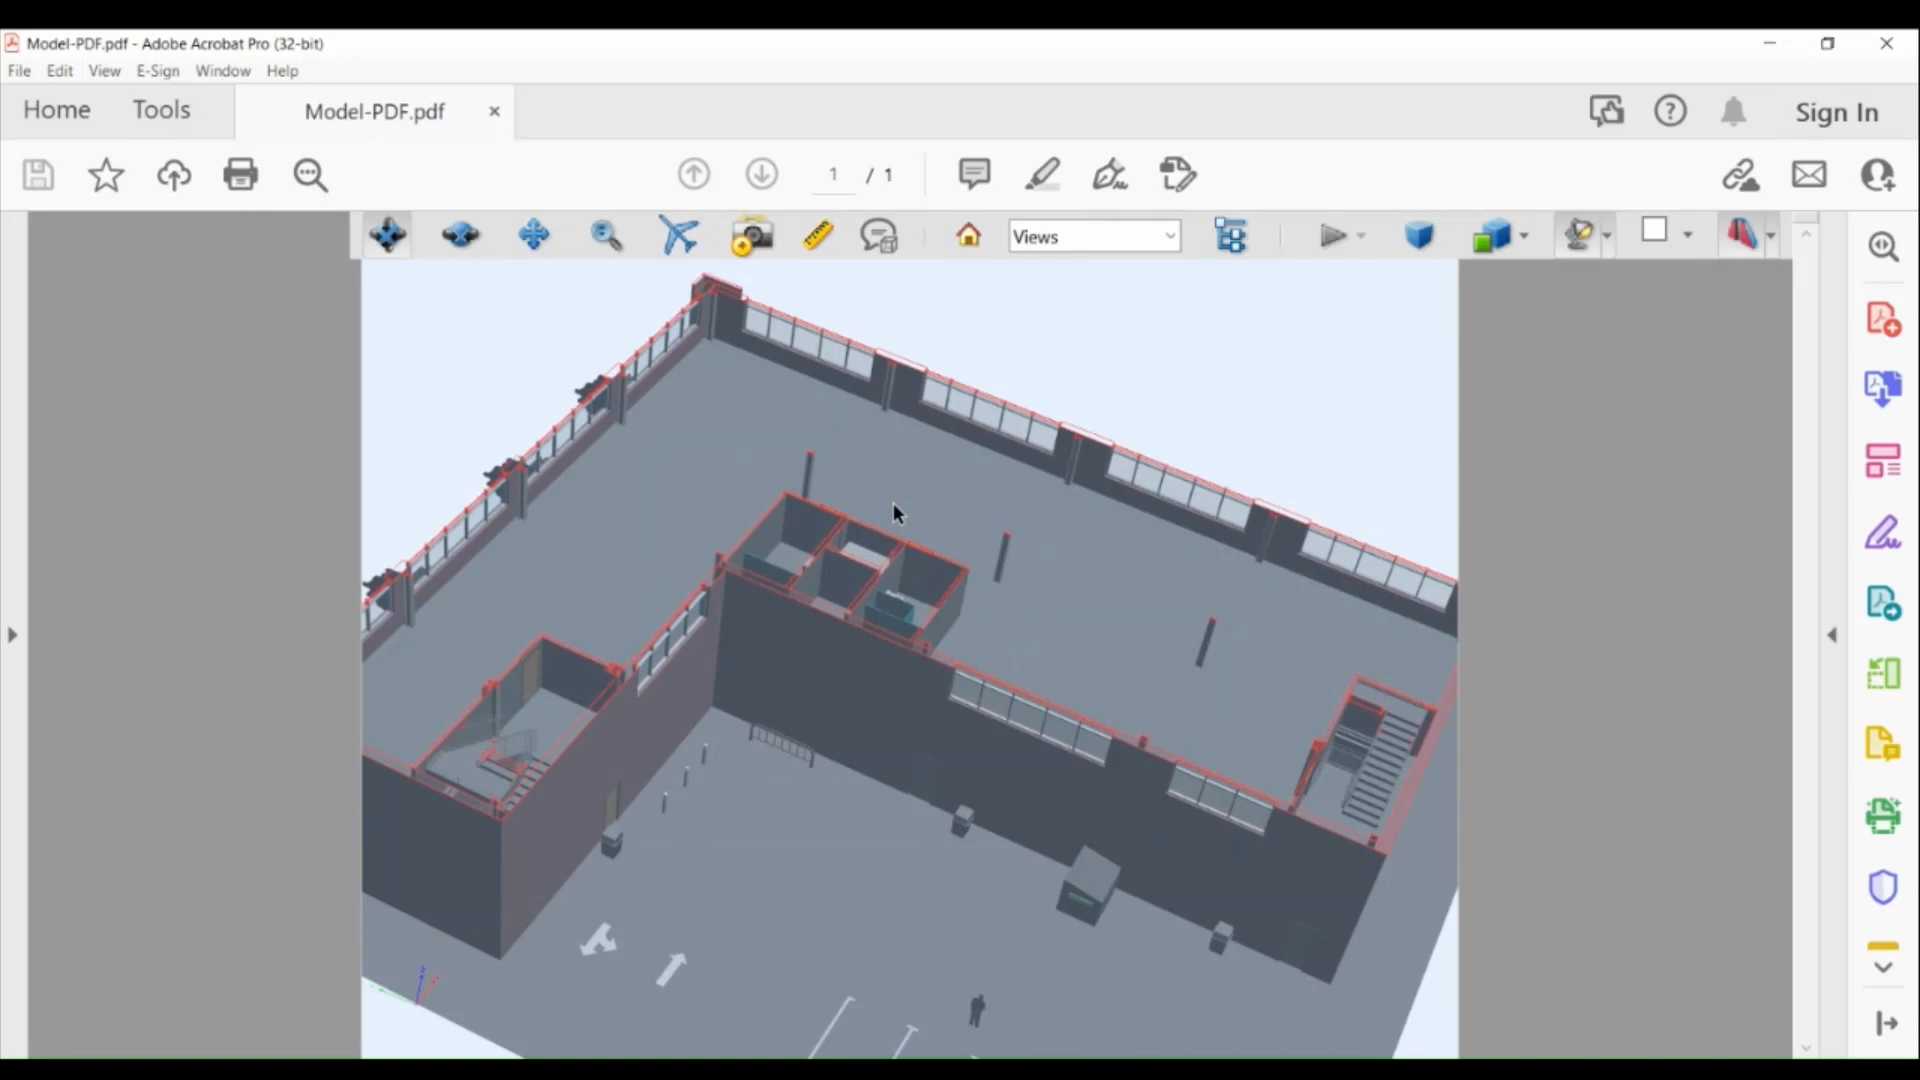 Model-PDF.pdf - Adobe Acrobat Pro (32-bit)
File Edit View E-Sign Window Help
Home Tools Model-PDF.pdf Sign In
1 / 1
Views